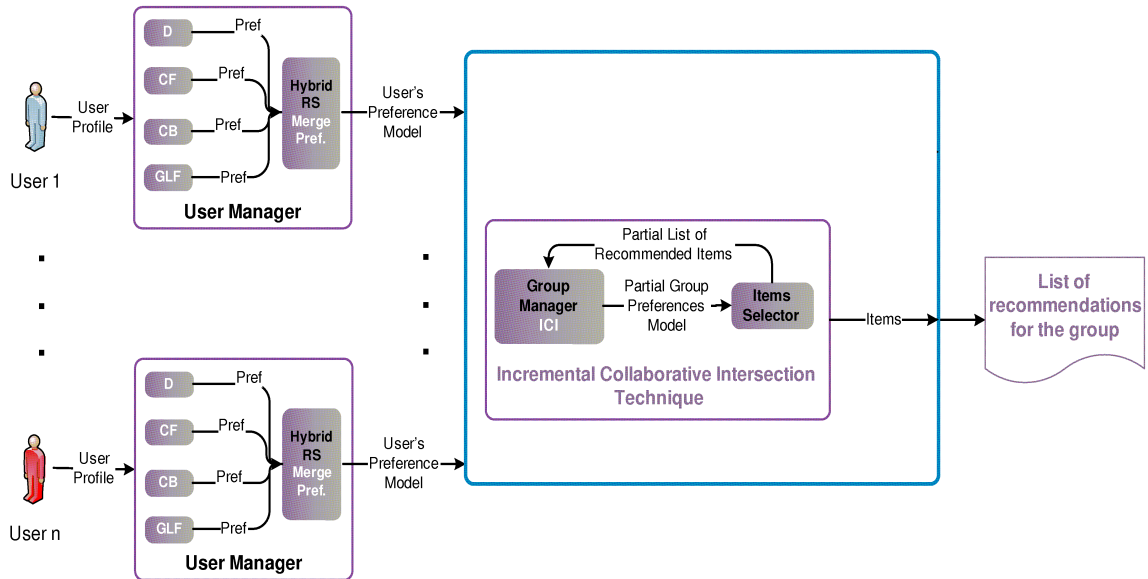 D
Pref
CF
Pref
CB
Pref
GLF
Pref
Hybrid
RS
Merge
Pref.
User Manager
User
Profile
User 1
User's
Preference
Model
Partial List of
Recommended Items
Group
Manager
ICI
Partial Group
Preferences
Model
Items
Selector
Incremental Collaborative Intersection
Technique
Items
List of
recommendations
for the group
D
Pref
CF
Pref
CB
Pref
GLF
Pref
Hybrid
RS
Merge
Pref.
User Manager
User
Profile
User n
User's
Preference
Model